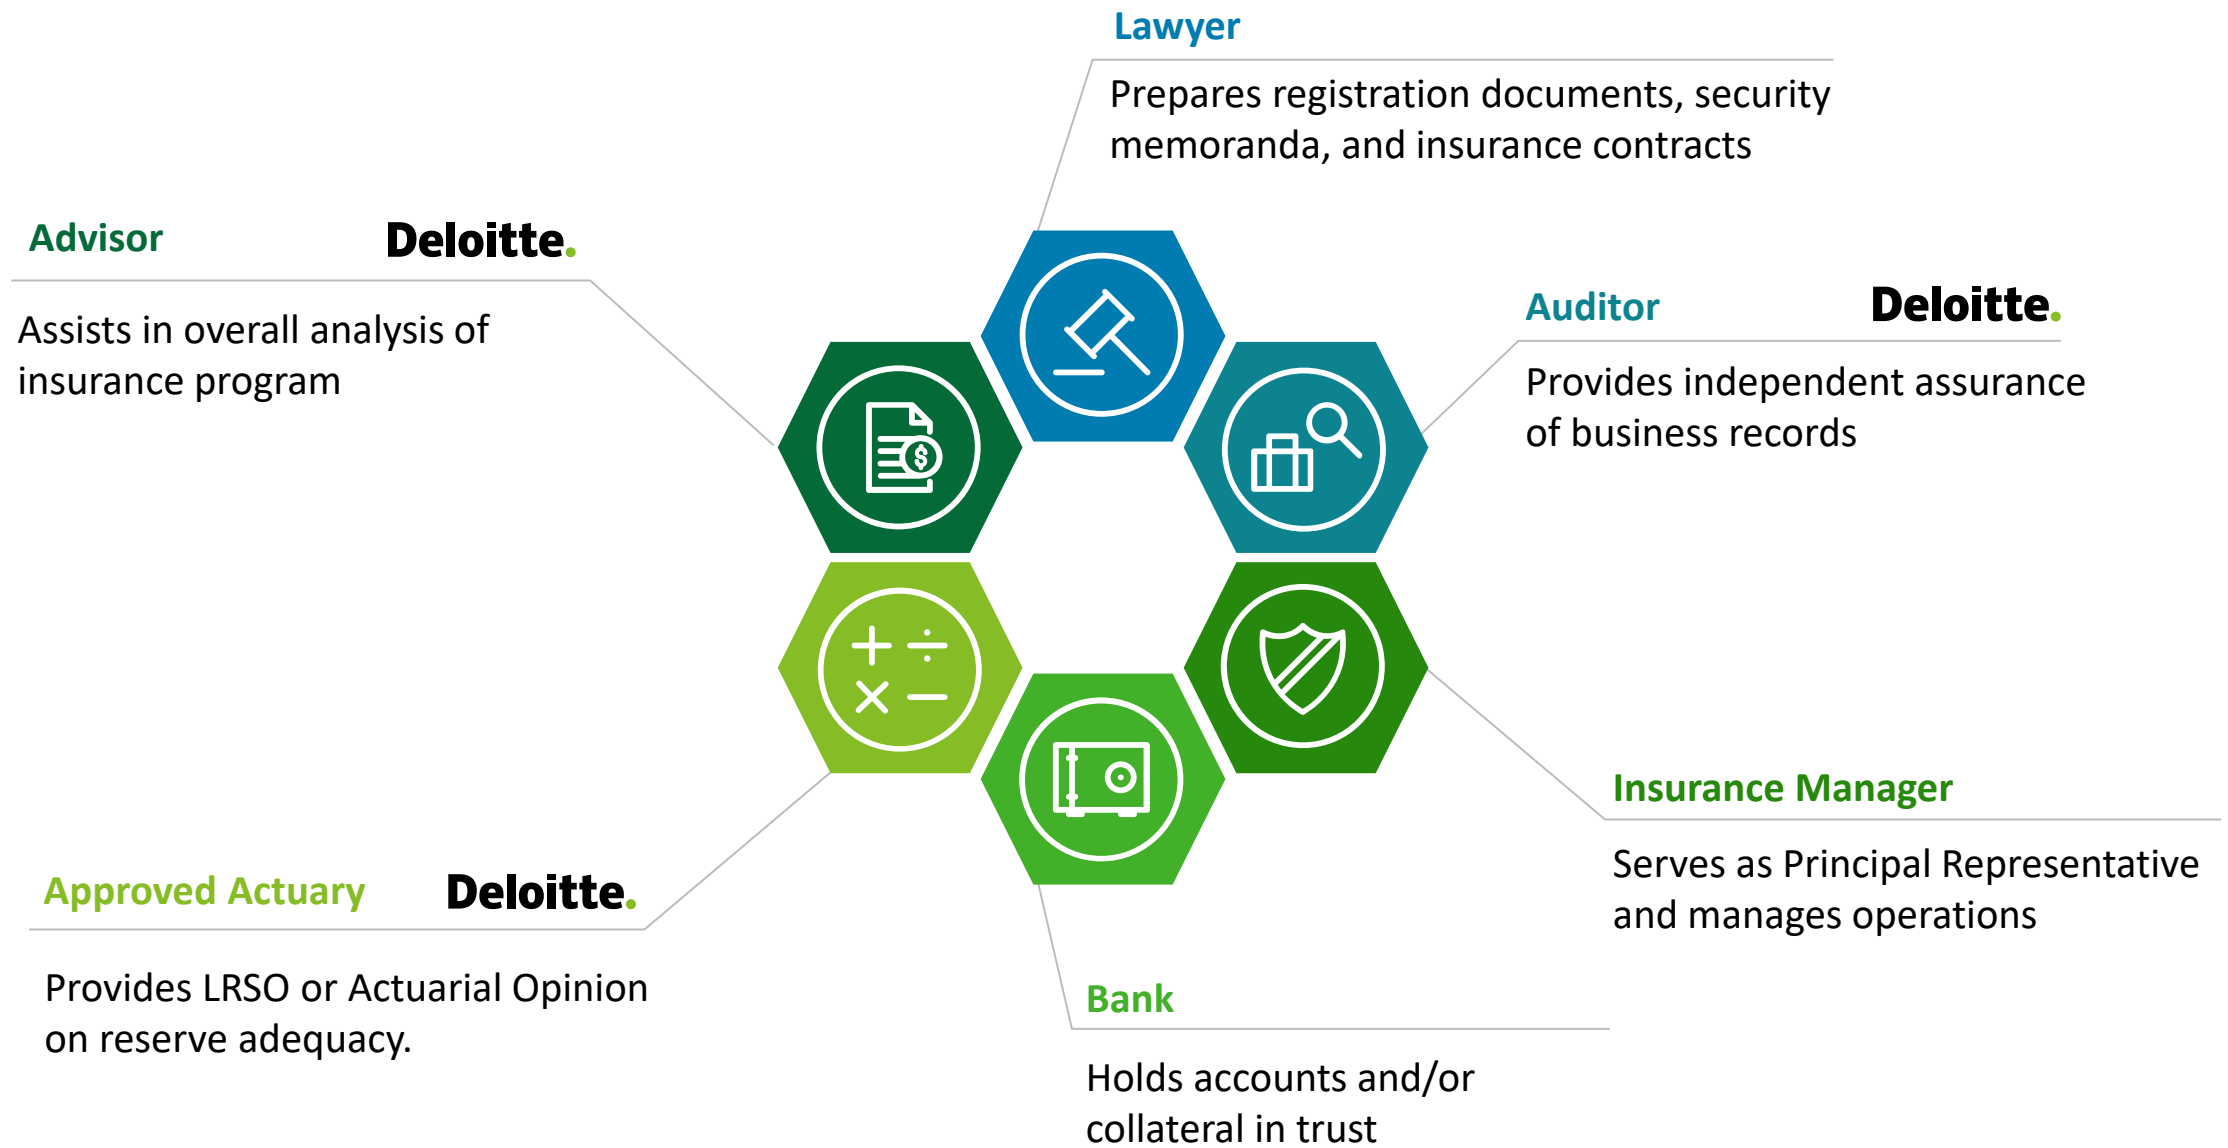 Lawyer
Prepares registration documents, security
memoranda, and insurance contracts
Advisor
Deloitte.
Assists in overall analysis of
insurance program
Auditor
Deloitte.
Provides independent assurance
of business records
$
Insurance Manager
Serves as Principal Representative
and manages operations
Approved Actuary
Deloitte.
Provides LRSO or Actuarial Opinion
on reserve adequacy.
Bank
Holds accounts and/or
collateral in trust